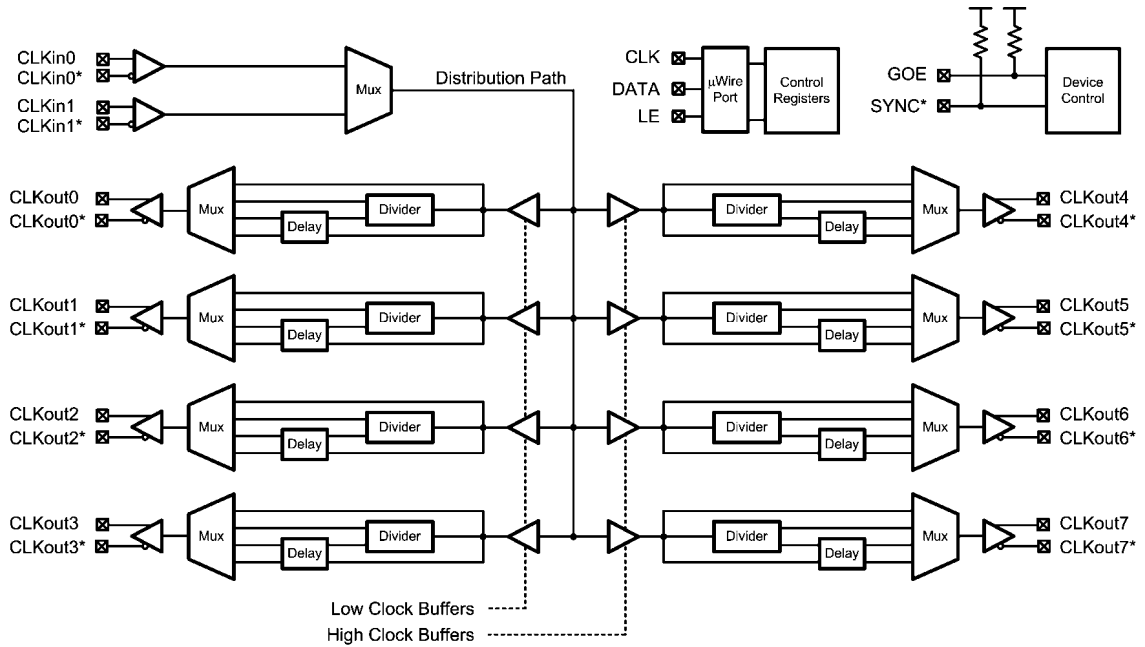 CLKin0
CLKin0*
CLKin1
CLKin1*
Mux
Distribution Path
CLK
DATA
LE
µWire
Port
Control
Registers
GOE
SYNC*
Device
Control
CLKout0
CLKout0*
Mux
Divider
Delay
Divider
Delay
Mux
CLKout4
CLKout4*
CLKout1
CLKout1*
Mux
Divider
Delay
Divider
Delay
Mux
CLKout5
CLKout5*
CLKout2
CLKout2*
Mux
Divider
Delay
Divider
Delay
Mux
CLKout6
CLKout6*
CLKout3
CLKout3*
Mux
Divider
Delay
Divider
Delay
Mux
CLKout7
CLKout7*
Low Clock Buffers
High Clock Buffers